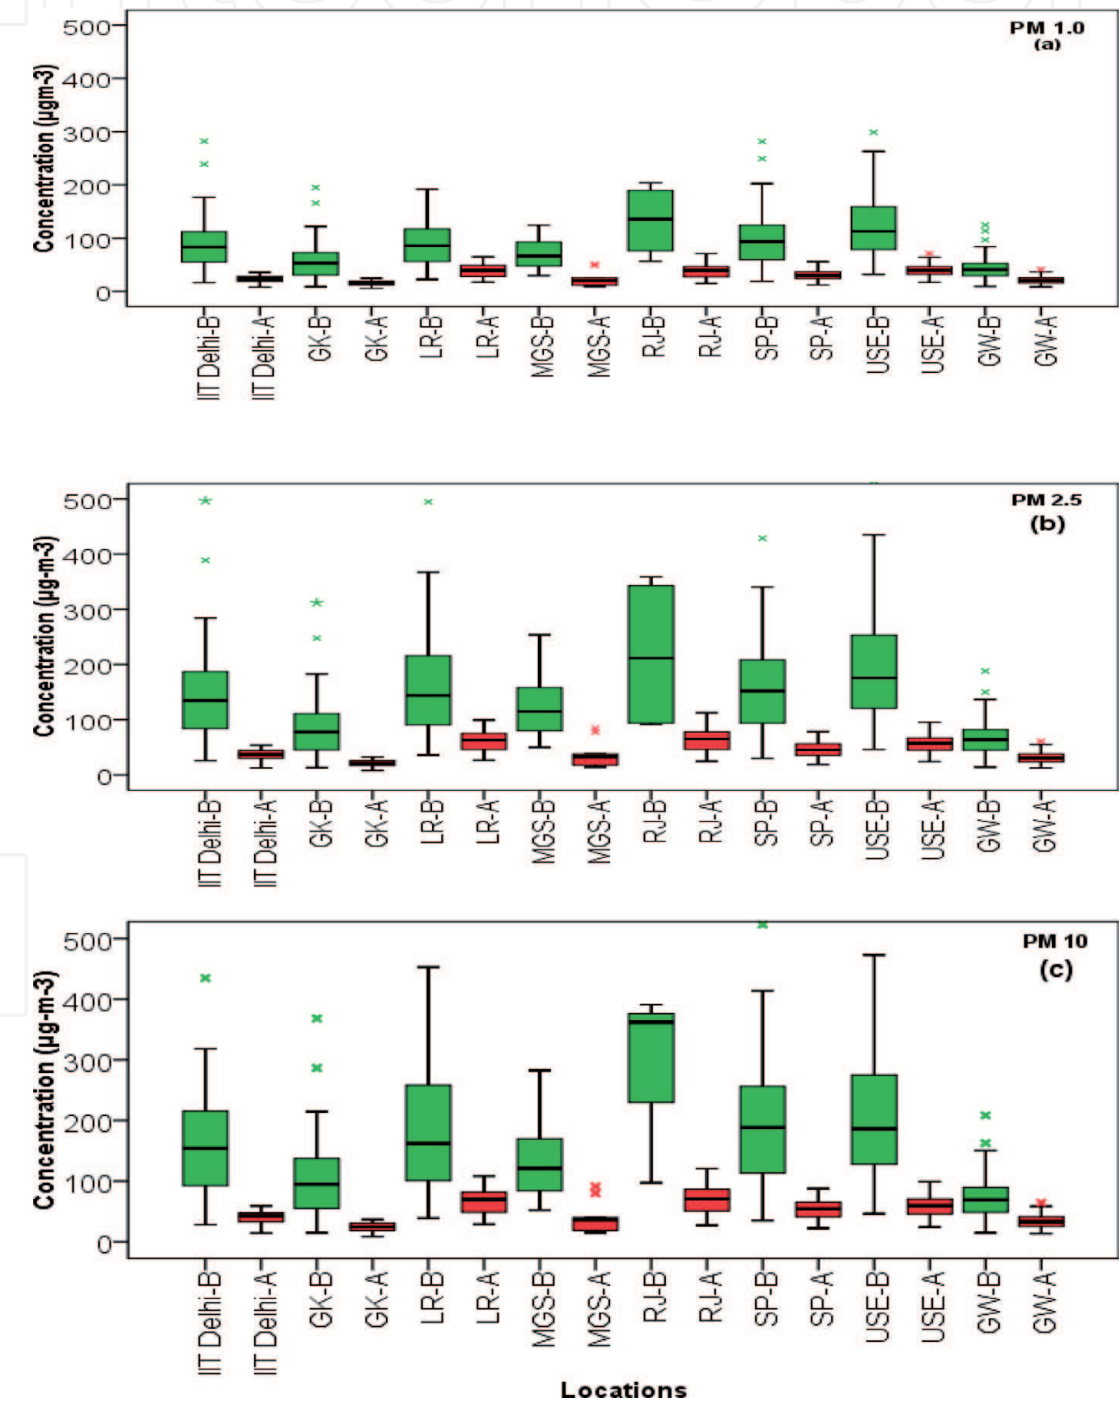 PM 1.0
(a)
Concentration (µgm-3)
500
400
300
200
100
0
IIT Delhi-B
IIT Delhi-A
GK-B
GK-A
LR-B
LR-A
MGS-B
MGS-A
RJ-B
RJ-A
SP-B
SP-A
USE-B
USE-A
GW-B
GW-A
PM 2.5
(b)
Concentration (µg-m-3)
500
400
300
200
100
0
IIT Delhi-B
IIT Delhi-A
GK-B
GK-A
LR-B
LR-A
MGS-B
MGS-A
RJ-B
RJ-A
SP-B
SP-A
USE-B
USE-A
GW-B
GW-A
PM 10
(c)
Concentration (µg-m-3)
500
400
300
200
100
0
IIT Delhi-B
IIT Delhi-A
GK-B
GK-A
LR-B
LR-A
MGS-B
MGS-A
RJ-B
RJ-A
SP-B
SP-A
USE-B
USE-A
GW-B
GW-A
Locations